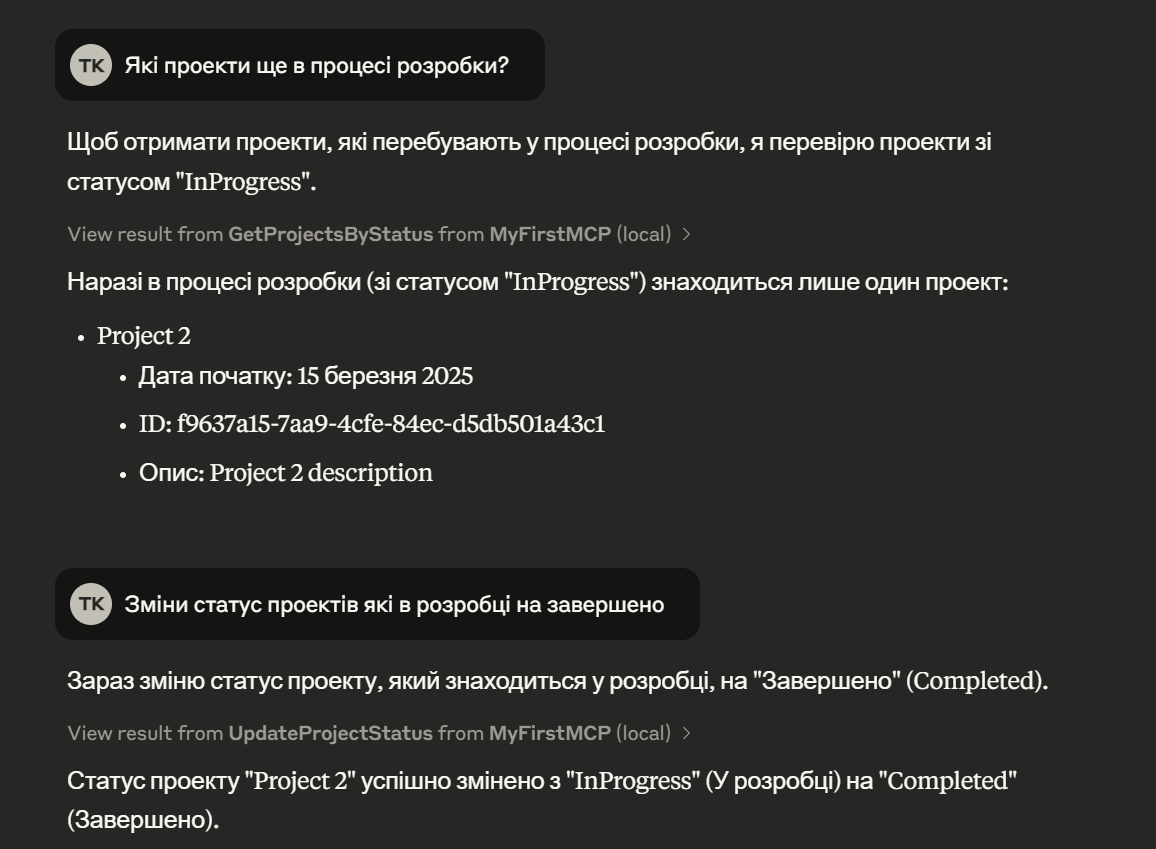 TK Які проекти ще в процесі розробки?
Щоб отримати проекти, які перебувають у процесі розробки, я перевірю проекти зі
статусом "InProgress".
View result from GetProjectsByStatus from MyFirstMCP (local)
Наразі в процесі розробки (зі статусом "InProgress") знаходиться лише один проект:
• Project 2
• Дата початку: 15 березня 2025
• ID: f9637a15-7aa9-4cfe-84ec-d5db501a43c1
• Опис: Project 2 description
TK Зміни статус проектів які в розробці на завершено
Зараз зміню статус проекту, який знаходиться у розробці, на "Завершено" (Completed).
View result from UpdateProjectStatus from MyFirstMCP (local)
Статус проекту "Project 2" успішно змінено з "InProgress" (У розробці) на "Completed"
(Завершено).